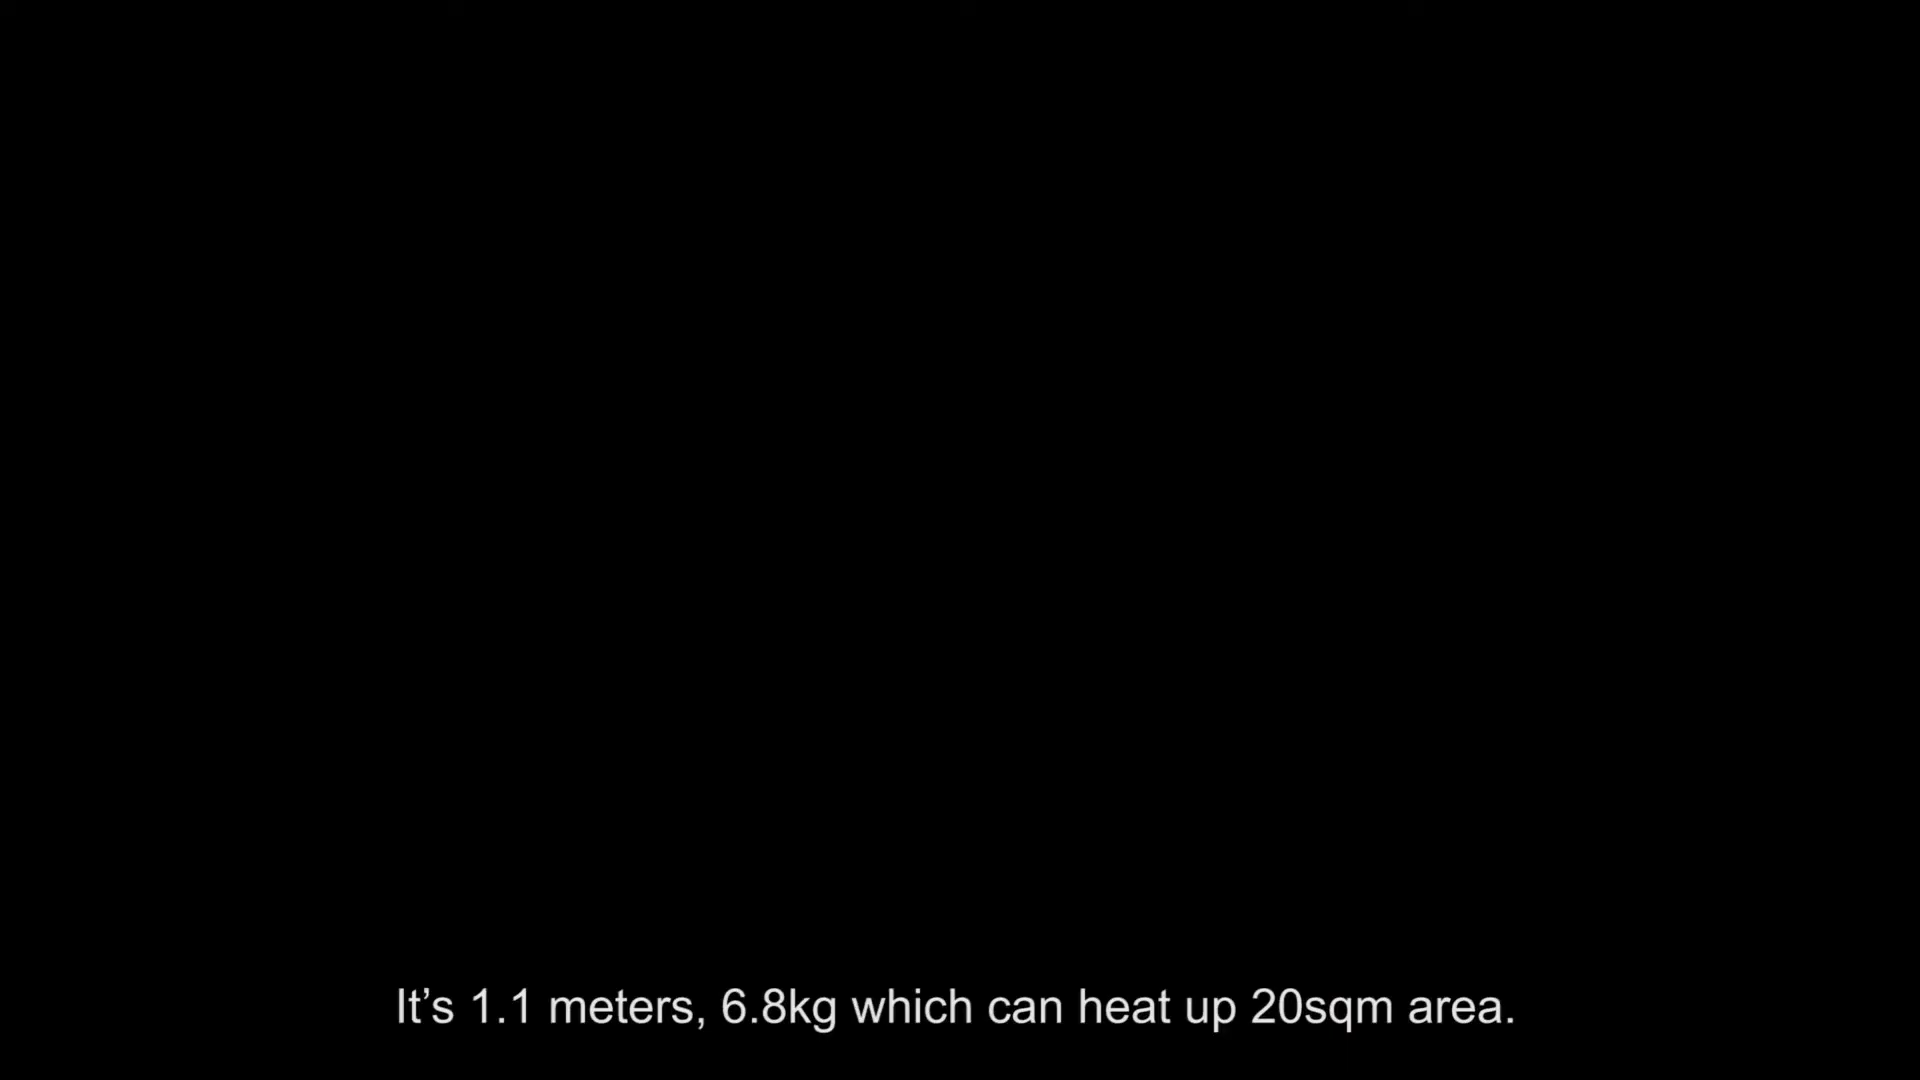 It’s 1.1 meters, 6.8kg which can heat up 20sqm area.